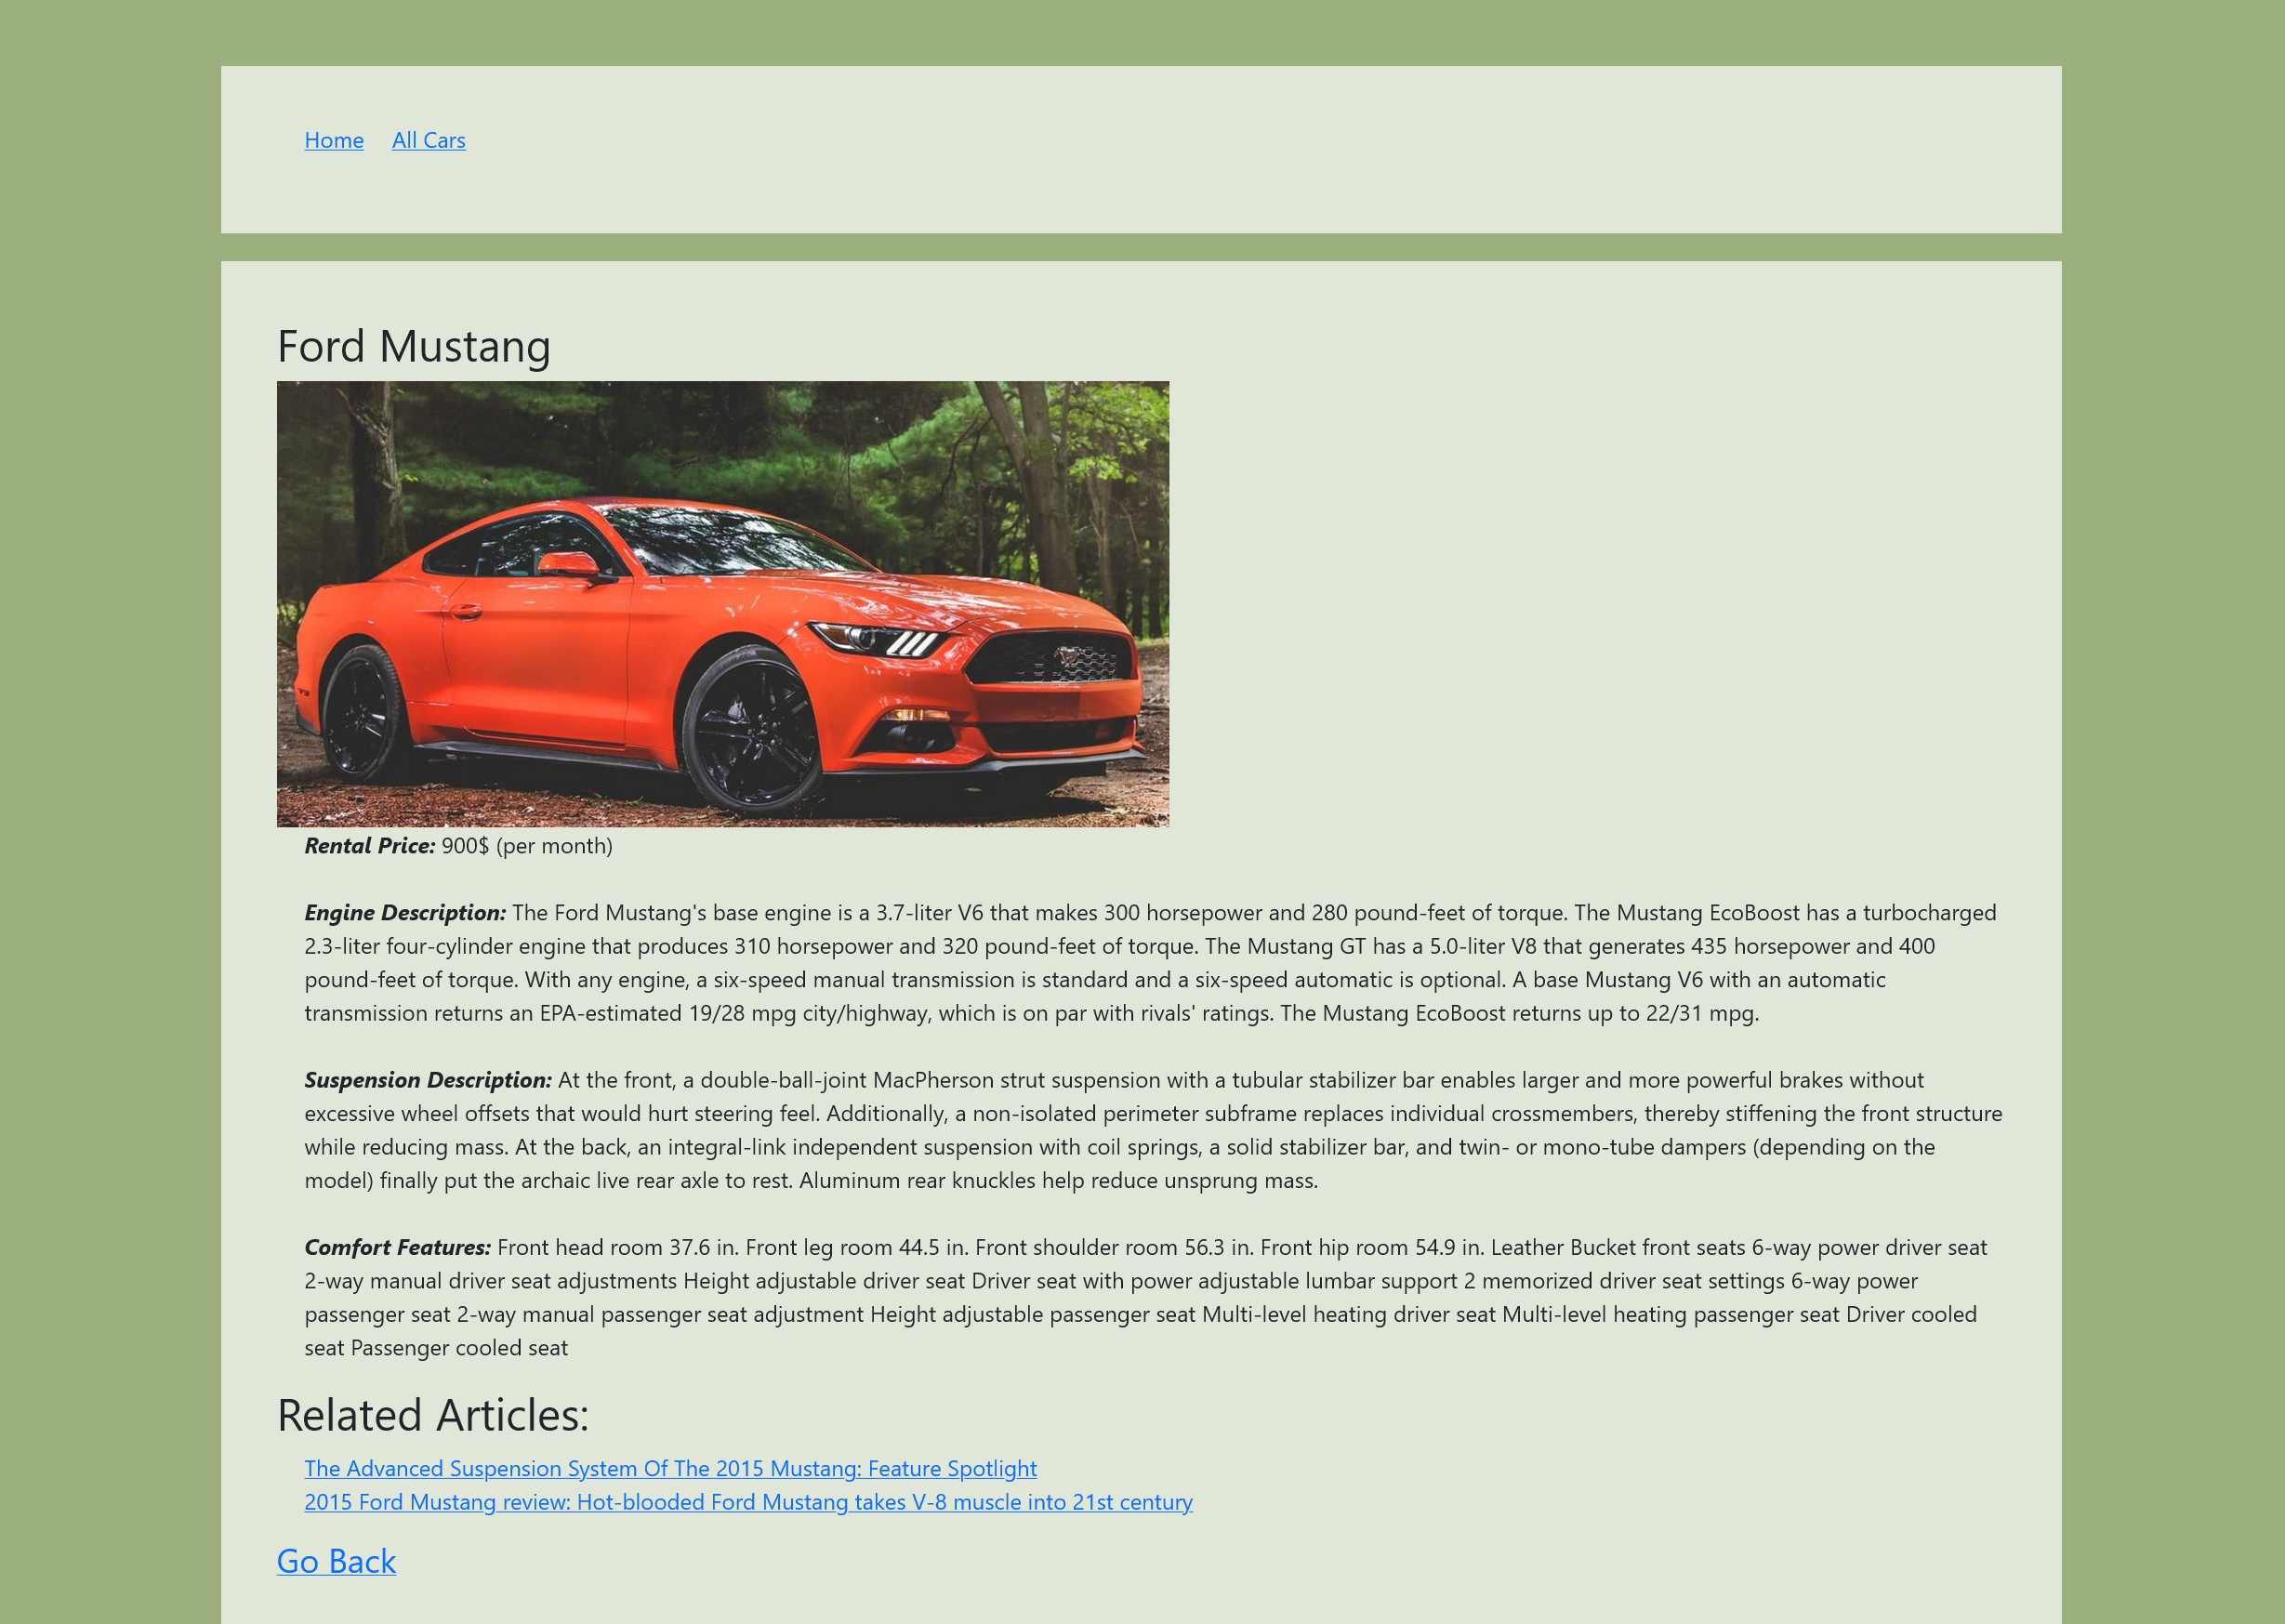 Home All Cars
Ford Mustang
Rental Price: 900$ (per month)
Engine Description: The Ford Mustang's base engine is a 3.7-liter V6 that makes 300 horsepower and 280 pound-feet of torque. The Mustang EcoBoost has a turbocharged
2.3-liter four-cylinder engine that produces 310 horsepower and 320 pound-feet of torque. The Mustang GT has a 5.0-liter V8 that generates 435 horsepower and 400
pound-feet of torque. With any engine, a six-speed manual transmission is standard and a six-speed automatic is optional. A base Mustang V6 with an automatic
transmission returns an EPA-estimated 19/28 mpg city/highway, which is on par with rivals' ratings. The Mustang EcoBoost returns up to 22/31 mpg.
Suspension Description: At the front, a double-ball-joint MacPherson strut suspension with a tubular stabilizer bar enables larger and more powerful brakes without
excessive wheel offsets that would hurt steering feel. Additionally, a non-isolated perimeter subframe replaces individual crossmembers, thereby stiffening the front structure
while reducing mass. At the back, an integral-link independent suspension with coil springs, a solid stabilizer bar, and twin- or mono-tube dampers (depending on the
model) finally put the archaic live rear axle to rest. Aluminum rear knuckles help reduce unsprung mass.
Comfort Features: Front head room 37.6 in. Front leg room 44.5 in. Front shoulder room 56.3 in. Front hip room 54.9 in. Leather Bucket front seats 6-way power driver seat
2-way manual driver seat adjustments Height adjustable driver seat Driver seat with power adjustable lumbar support 2 memorized driver seat settings 6-way power
passenger seat 2-way manual passenger seat adjustment Height adjustable passenger seat Multi-level heating driver seat Multi-level heating passenger seat Driver cooled
seat Passenger cooled seat
Related Articles:
The Advanced Suspension System Of The 2015 Mustang: Feature Spotlight
2015 Ford Mustang review: Hot-blooded Ford Mustang takes V-8 muscle into 21st century
Go Back